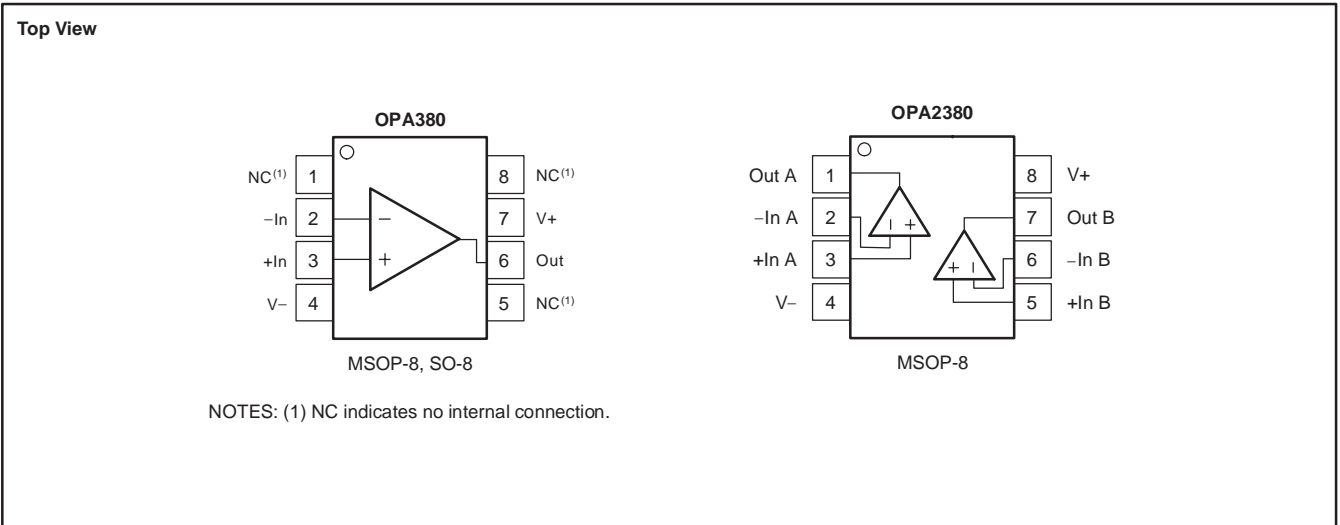 Top View
OPA380
NC(1) 1 8 NC(1)
−In 2 − 7 V+
+In 3 + 6 Out
V− 4 5 NC(1)
MSOP-8, SO-8
OPA2380
Out A 1 8 V+
−In A 2 − + 7 Out B
+In A 3 + − 6 −In B
V− 4 5 +In B
MSOP-8
NOTES: (1) NC indicates no internal connection.